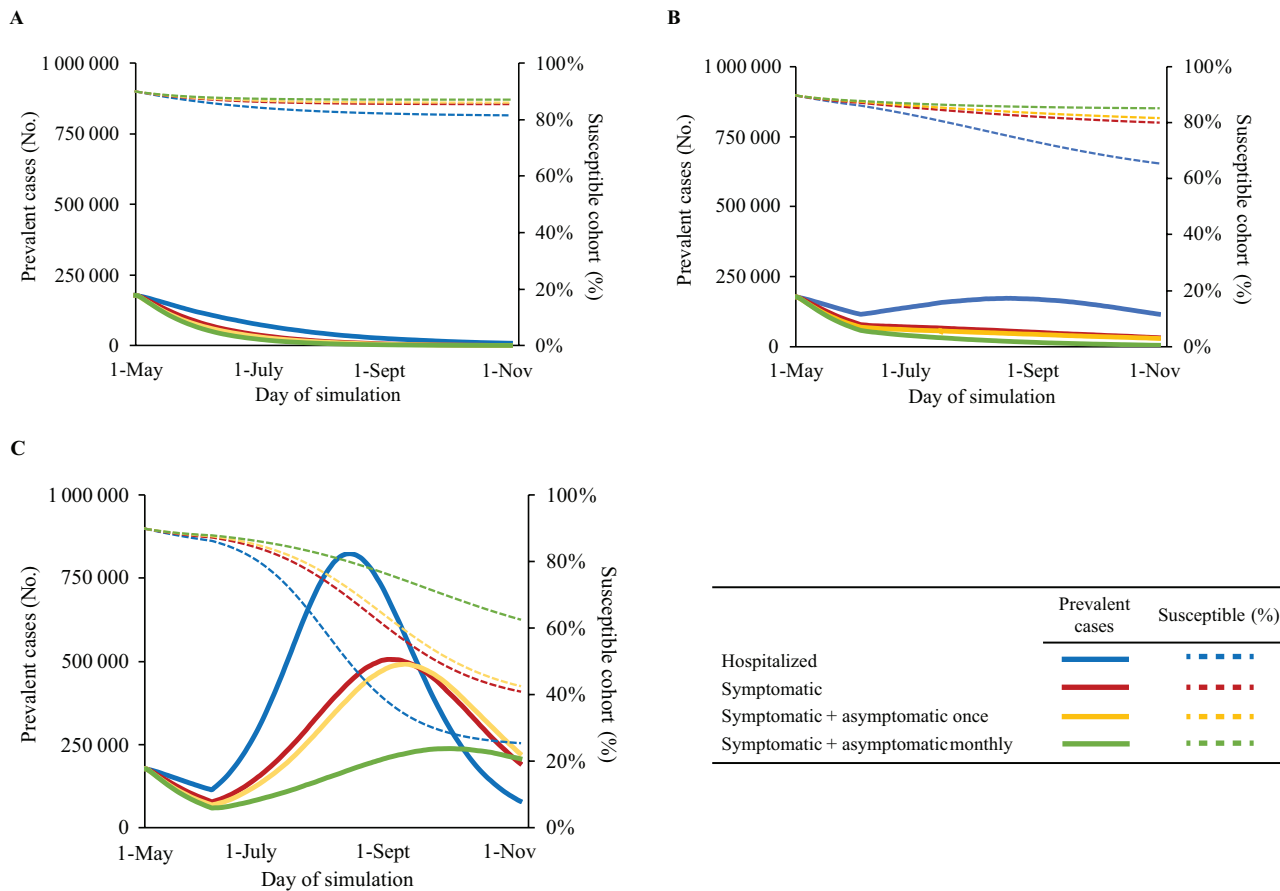 A
Prevalent cases (No.)
1 000 000
750 000
500 000
250 000
0
100%
80%
60%
40%
20%
0%
Susceptible cohort (%)
1-May
1-July
1-Sept
1-Nov
Day of simulation
B
Prevalent cases (No.)
1 000 000
750 000
500 000
250 000
0
100%
80%
60%
40%
20%
0%
Susceptible cohort (%)
1-May
1-July
1-Sept
1-Nov
Day of simulation
C
Prevalent cases (No.)
1 000 000
750 000
500 000
250 000
0
100%
80%
60%
40%
20%
0%
Susceptible cohort (%)
1-May
1-July
1-Sept
1-Nov
Day of simulation
Prevalent
cases
Susceptible (%)
Hospitalized
Symptomatic
Symptomatic + asymptomatic once
Symptomatic + asymptomatic monthly